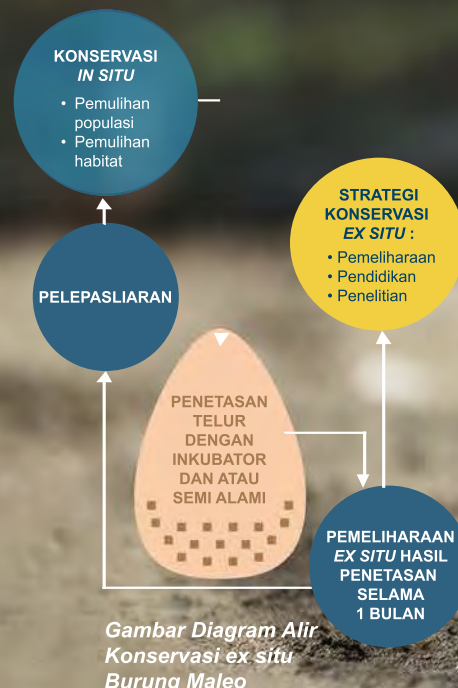 KONSERVASI
IN SITU
• Pemulihan
populasi
• Pemulihan
habitat
STRATEGI
KONSERVASI
EX SITU :
• Pemeliharaan
• Pendidikan
• Penelitian
PELEPASLIARAN
PENETASAN
TELUR
DENGAN
INKUBATOR
DAN ATAU
SEMI ALAMI
PEMELIHARAAN
EX SITU HASIL
PENETASAN
SELAMA
1 BULAN
Gambar Diagram Alir
Konservasi ex situ
Burung Maleo